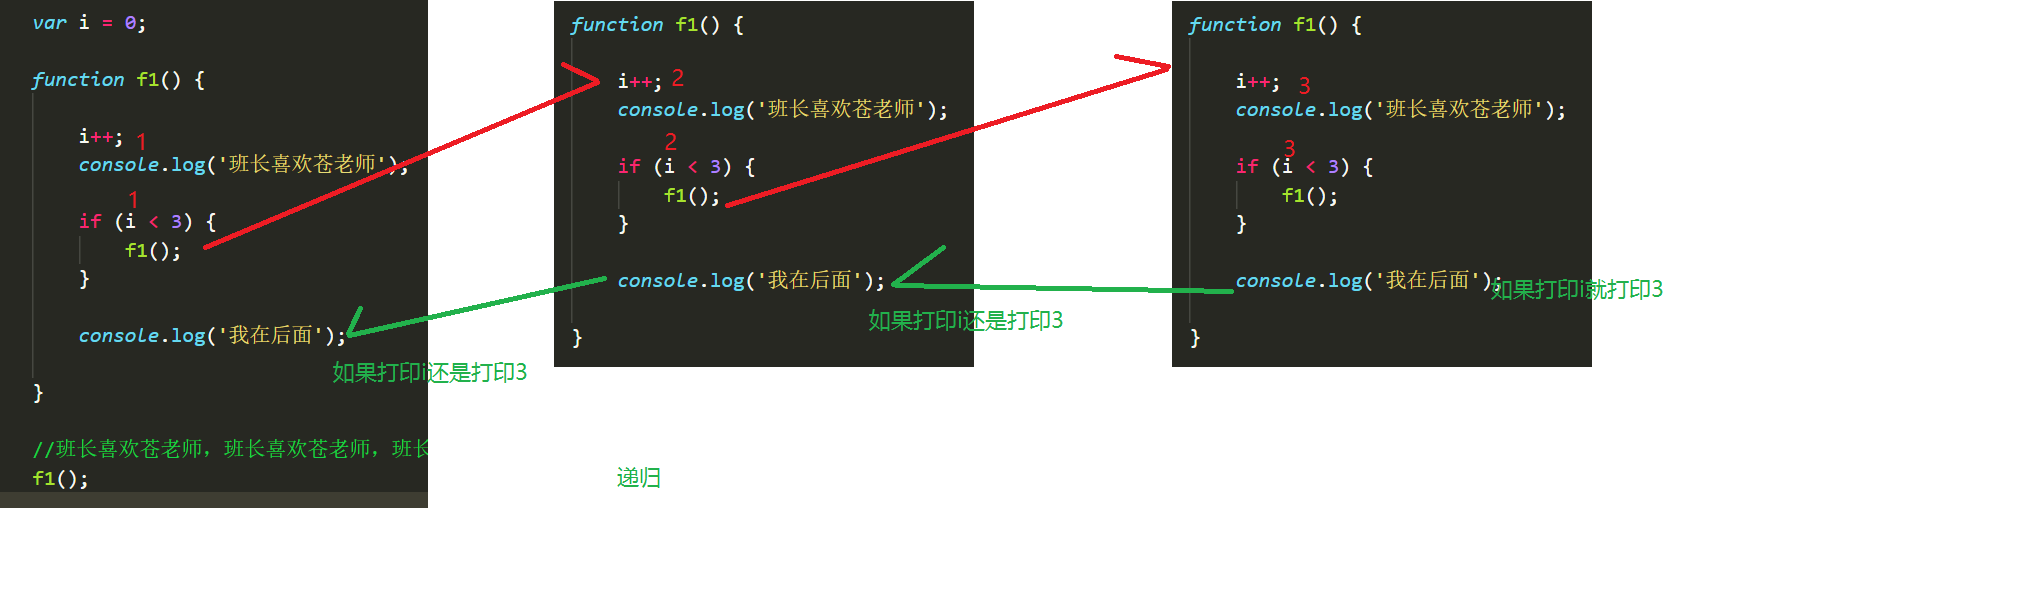 var i = 0;
function f1() {
i++; 1
console.log('班长喜欢苍老师');
1
if (i < 3) {
f1();
}
console.log('我在后面');
如果打印i还是打印3
}
//班长喜欢苍老师，班长喜欢苍老师，班长
f1();
function f1() {
i++; 2
console.log('班长喜欢苍老师');
2
if (i < 3) {
f1();
}
console.log('我在后面');
如果打印i还是打印3
}
function f1() {
i++; 3
console.log('班长喜欢苍老师');
3
if (i < 3) {
f1();
}
console.log('我在后面'); 如果打印i就打印3
}
递归